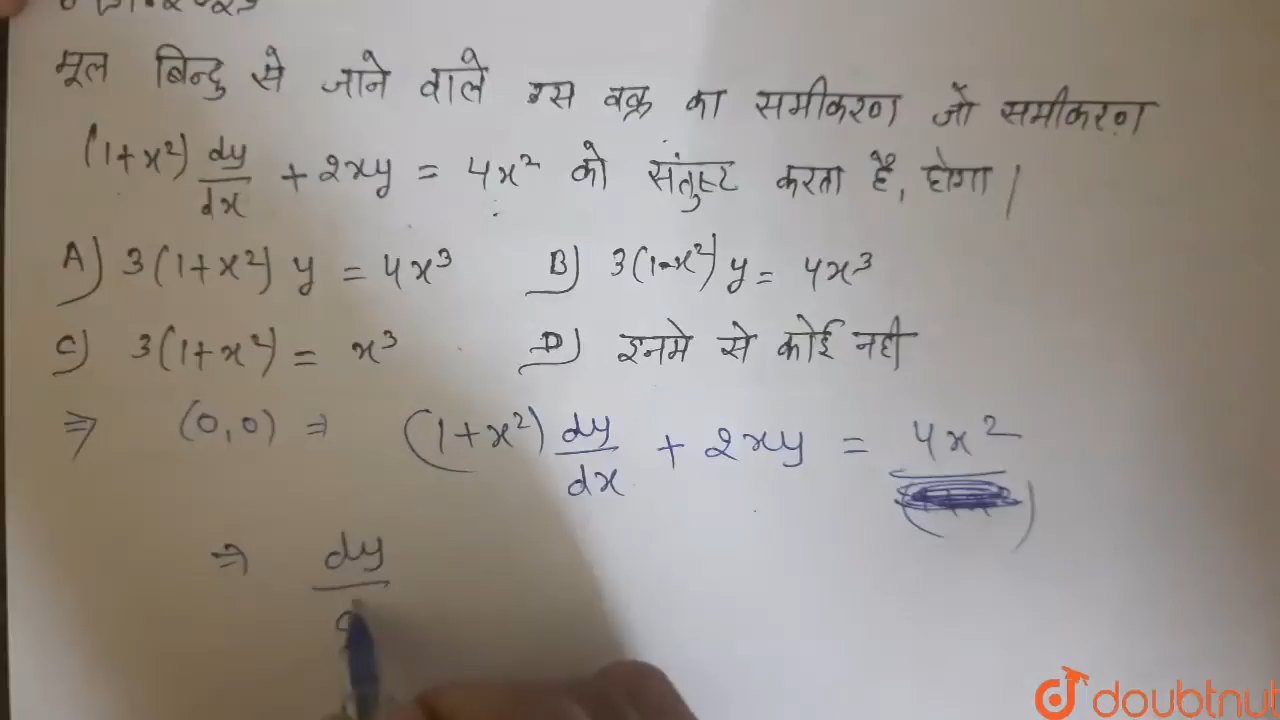 मूल बिन्दु से जाने वाले उस वक्र का समीकरण जो समीकरण
(1+x²) dy/dx + 2xy = 4x² को संतुष्ट करता है, होगा |
A) 3(1+x²) y = 4x³ B) 3(1-x²) y = 4x³
C) 3(1+x²) = x³ D) इनमे से कोई नही
⇒ (0,0) ⇒ (1+x²) dy/dx + 2xy = 4x²
⇒ dy
doubtnut